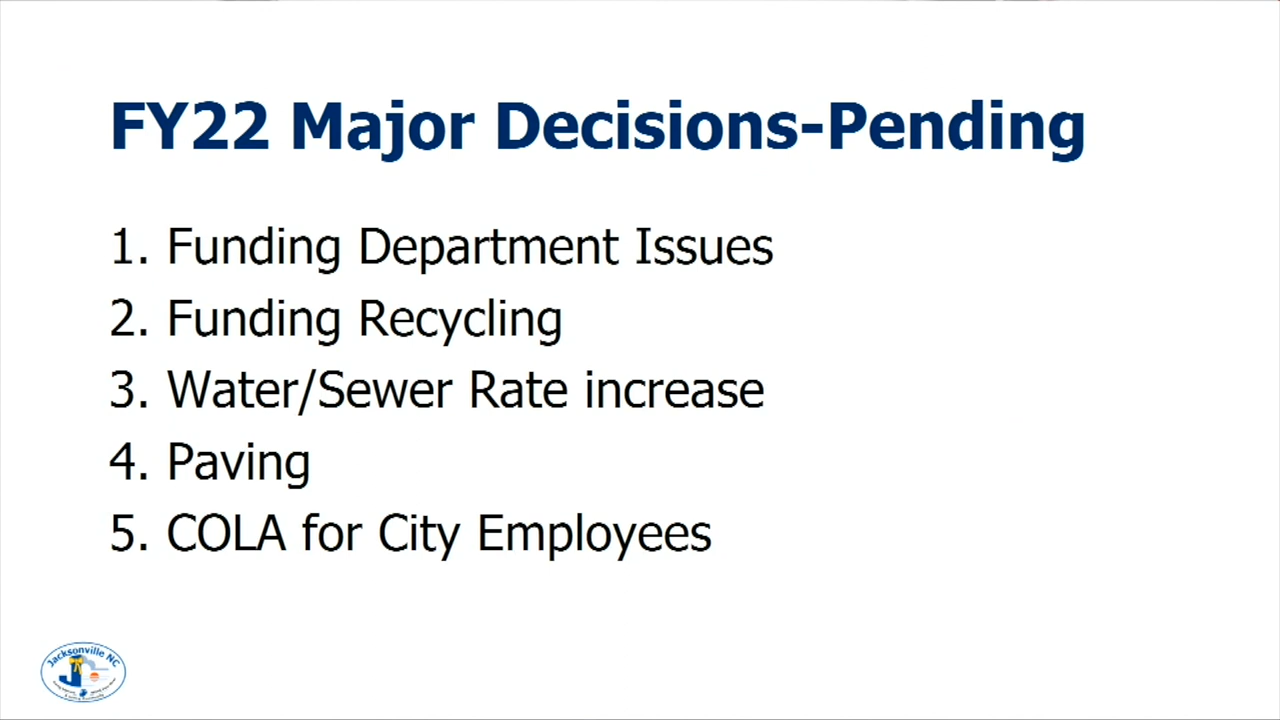 FY22 Major Decisions-Pending
1. Funding Department Issues
2. Funding Recycling
3. Water/Sewer Rate increase
4. Paving
5. COLA for City Employees
Jacksonville NC